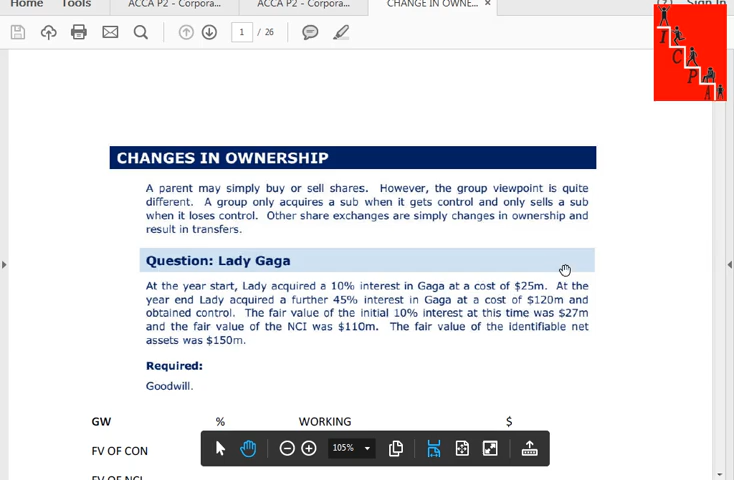 Home Tools ACCA P2 - Corpora... ACCA P2 - Corpora... CHANGE IN OWNE... × Sign In
1 / 26
I
C
P
A
CHANGES IN OWNERSHIP
A parent may simply buy or sell shares. However, the group viewpoint is quite
different. A group only acquires a sub when it gets control and only sells a sub
when it loses control. Other share exchanges are simply changes in ownership and
result in transfers.
Question: Lady Gaga
At the year start, Lady acquired a 10% interest in Gaga at a cost of $25m. At the
year end Lady acquired a further 45% interest in Gaga at a cost of $120m and
obtained control. The fair value of the initial 10% interest at this time was $27m
and the fair value of the NCI was $110m. The fair value of the identifiable net
assets was $150m.
Required:
Goodwill.
GW % WORKING $
FV OF CON
105%
FV OF NCI